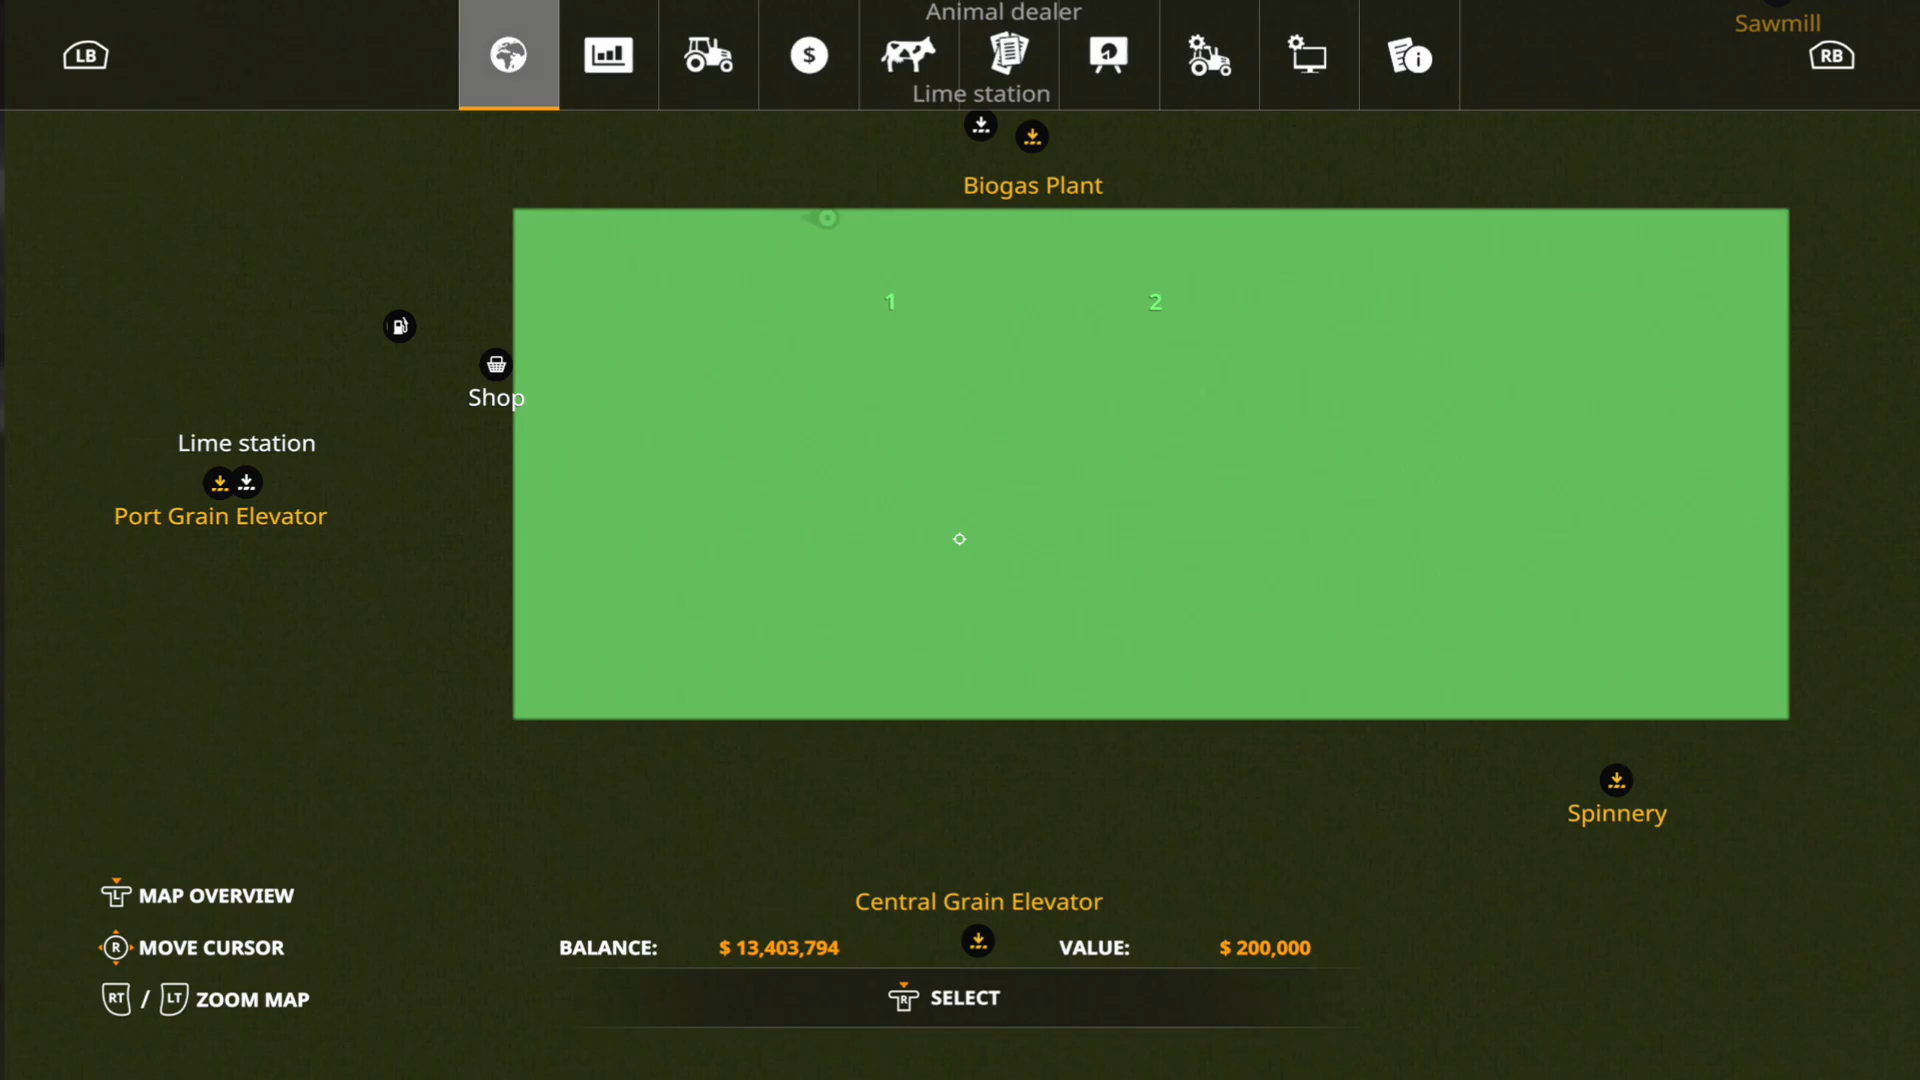 Animal dealer
Sawmill
LB
$
RB
Lime station
Biogas Plant
1
2
Shop
Lime station
Port Grain Elevator
Spinnery
L MAP OVERVIEW
Central Grain Elevator
R MOVE CURSOR
BALANCE: $ 13,403,794 VALUE: $ 200,000
RT / LT ZOOM MAP
R SELECT